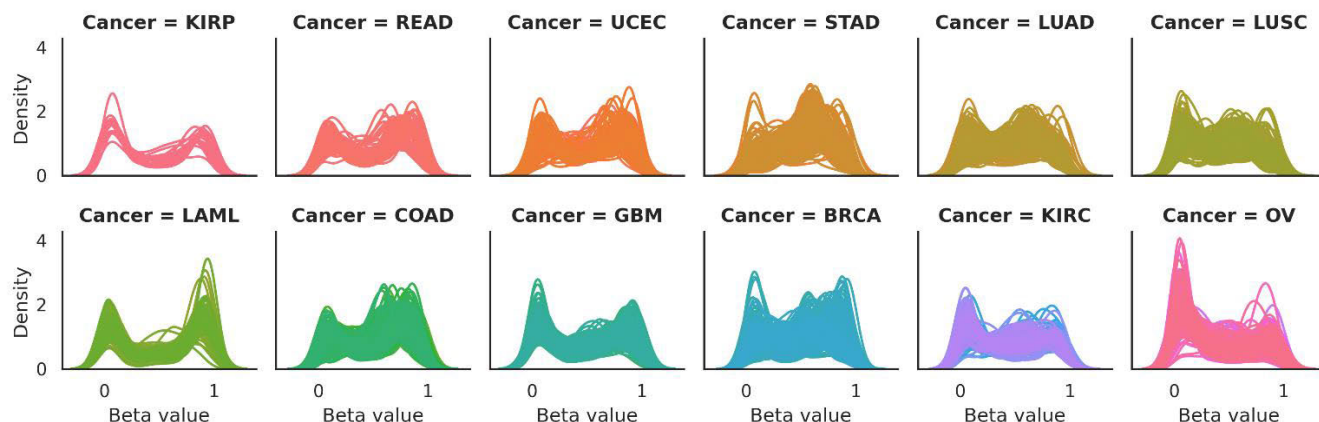 Cancer = KIRP Cancer = READ Cancer = UCEC Cancer = STAD Cancer = LUAD Cancer = LUSC
4
Density
2
0
Cancer = LAML Cancer = COAD Cancer = GBM Cancer = BRCA Cancer = KIRC Cancer = OV
4
Density
2
0
0 1 0 1 0 1 0 1 0 1 0 1
Beta value Beta value Beta value Beta value Beta value Beta value